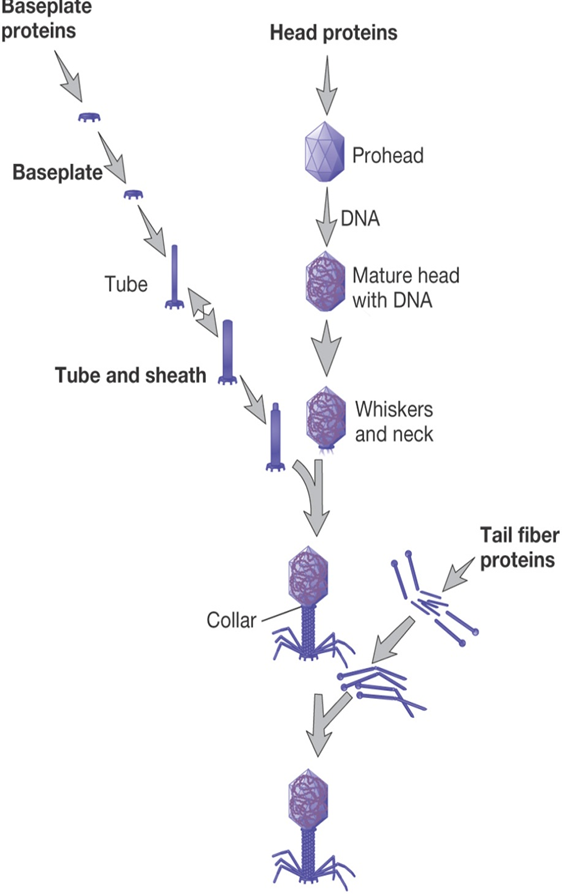 Baseplate
proteins
Head proteins
Prohead
Baseplate
DNA
Tube
Mature head
with DNA
Tube and sheath
Whiskers
and neck
Tail fiber
proteins
Collar